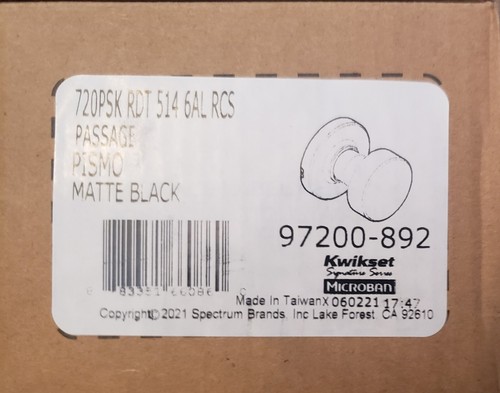 720PSK RDT 514 6AL RCS
PASSAGE
PISMO
MATTE BLACK
97200-892
Kwikset
Signature Series
MICROBAN
Made In Taiwan X 060221 17:47
Copyright© 2021 Spectrum Brands, Inc Lake Forest, CA 92610